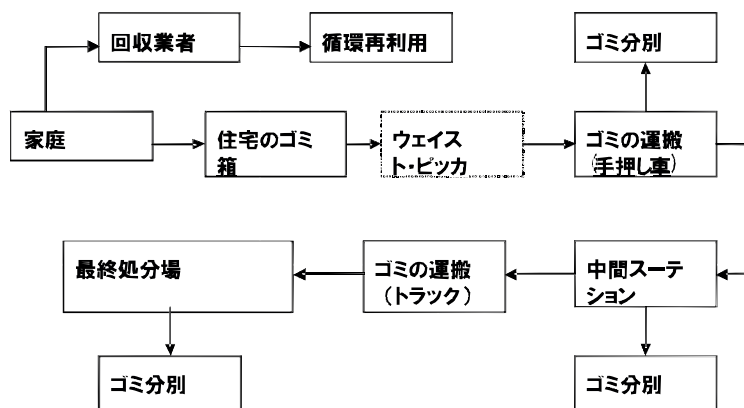 回収業者
循環再利用
ゴミ分別
家庭
住宅のゴミ
箱
ウェイス
ト・ピッカ
ゴミの運搬
(手押し車)
最終処分場
ゴミの運搬
（トラック）
中間スーテ
ション
ゴミ分別
ゴミ分別